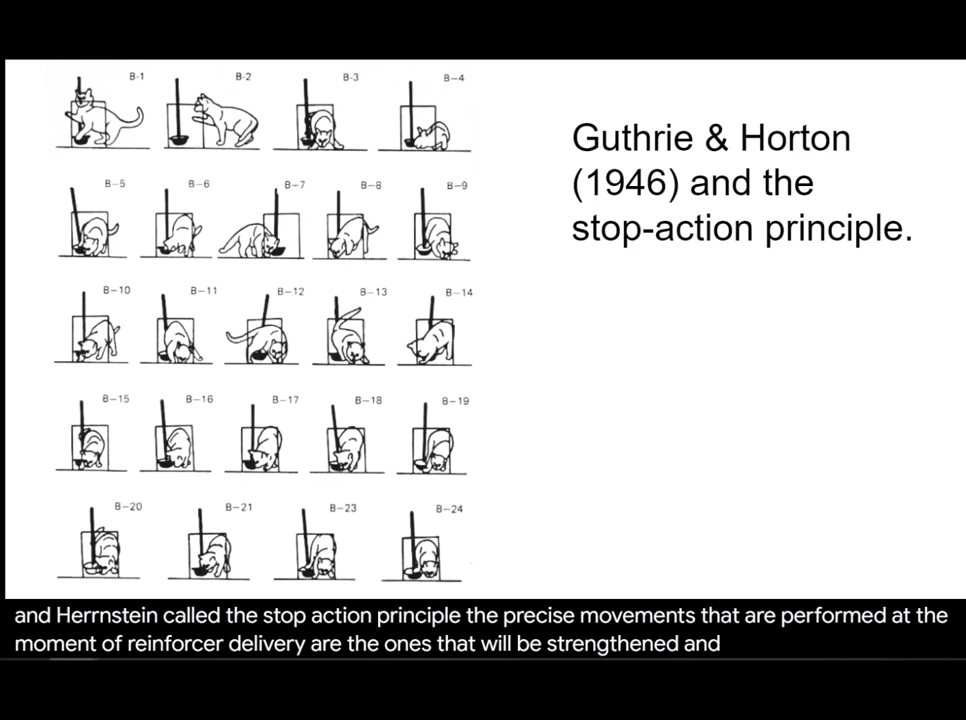 B-1 B-2 B-3 B-4
B-5 B-6 B-7 B-8 B-9
B-10 B-11 B-12 B-13 B-14
B-15 B-16 B-17 B-18 B-19
B-20 B-21 B-23 B-24
Guthrie & Horton
(1946) and the
stop-action principle.
and Herrnstein called the stop action principle the precise movements that are performed at the
moment of reinforcer delivery are the ones that will be strengthened and